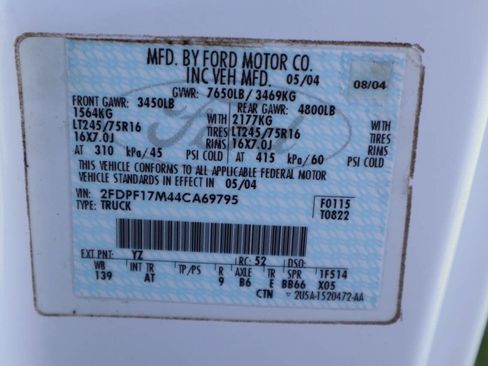 MFD. BY FORD MOTOR CO.
INC VEH MFD. 05/04
08/04
GVWR: 7650LB/ 3469KG
FRONT GAWR: 3450LB
REAR GAWR: 4800LB
1564KG
2177KG
LT245/75R16 TIRES LT245/75R16
16X7.0J RIMS 16X7.0J
AT 310 kPa/45 PSI COLD AT 415 kPa/60 PSI COLD
TIRES
RIMS
THIS VEHICLE CONFORMS TO ALL APPLICABLE FEDERAL MOTOR
VEHICLE STANDARDS IN EFFECT IN 05/04
VIN: 2FDPF17M44CA69795
F0115
TYPE: TRUCK
T0822
EXT PNT: YZ RC: 52 DSO:
WB INT TR TP/PS R AXLE TR SPR 1F514
139 AT 9 B6 E BB66 X05
CTN 2U5A-1520472-AA
Ford